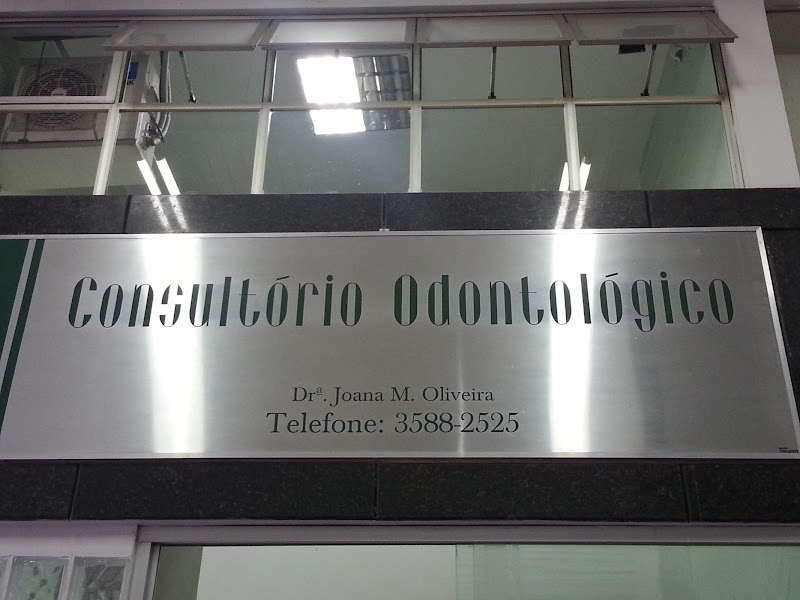 Consultório Odontológico
Drª. Joana M. Oliveira
Telefone: 3588-2525